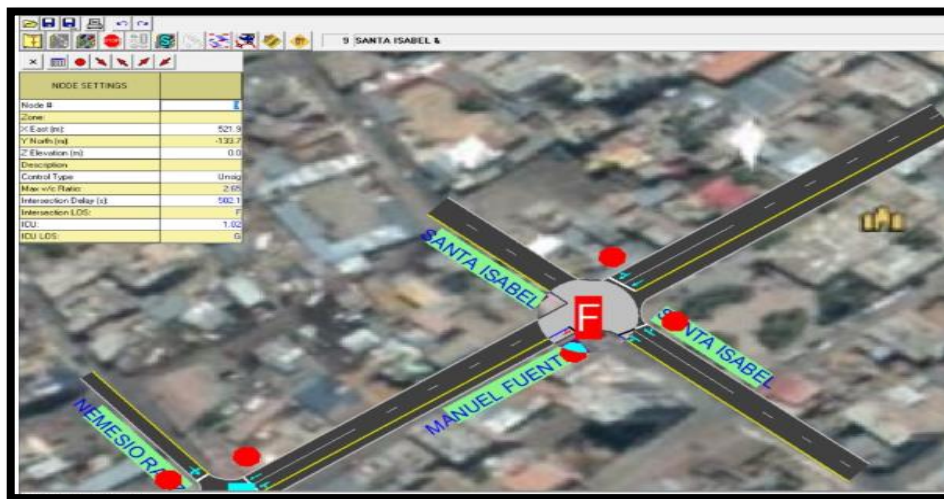 9 SANTA ISABEL &
NODE SETTINGS
Node #
Zone:
X East (m): 521.9
Y North (m): -133.7
Z Elevation (m): 0.0
Description
Control Type Unsig
Max v/c Ratio: 2.65
Intersection Delay (s): 502.1
Intersection LOS: F
ICU: 1.02
ICU LOS: G
SANTA ISABEL
F
SANTA ISABEL
MANUEL FUENT
NEMESIO RA